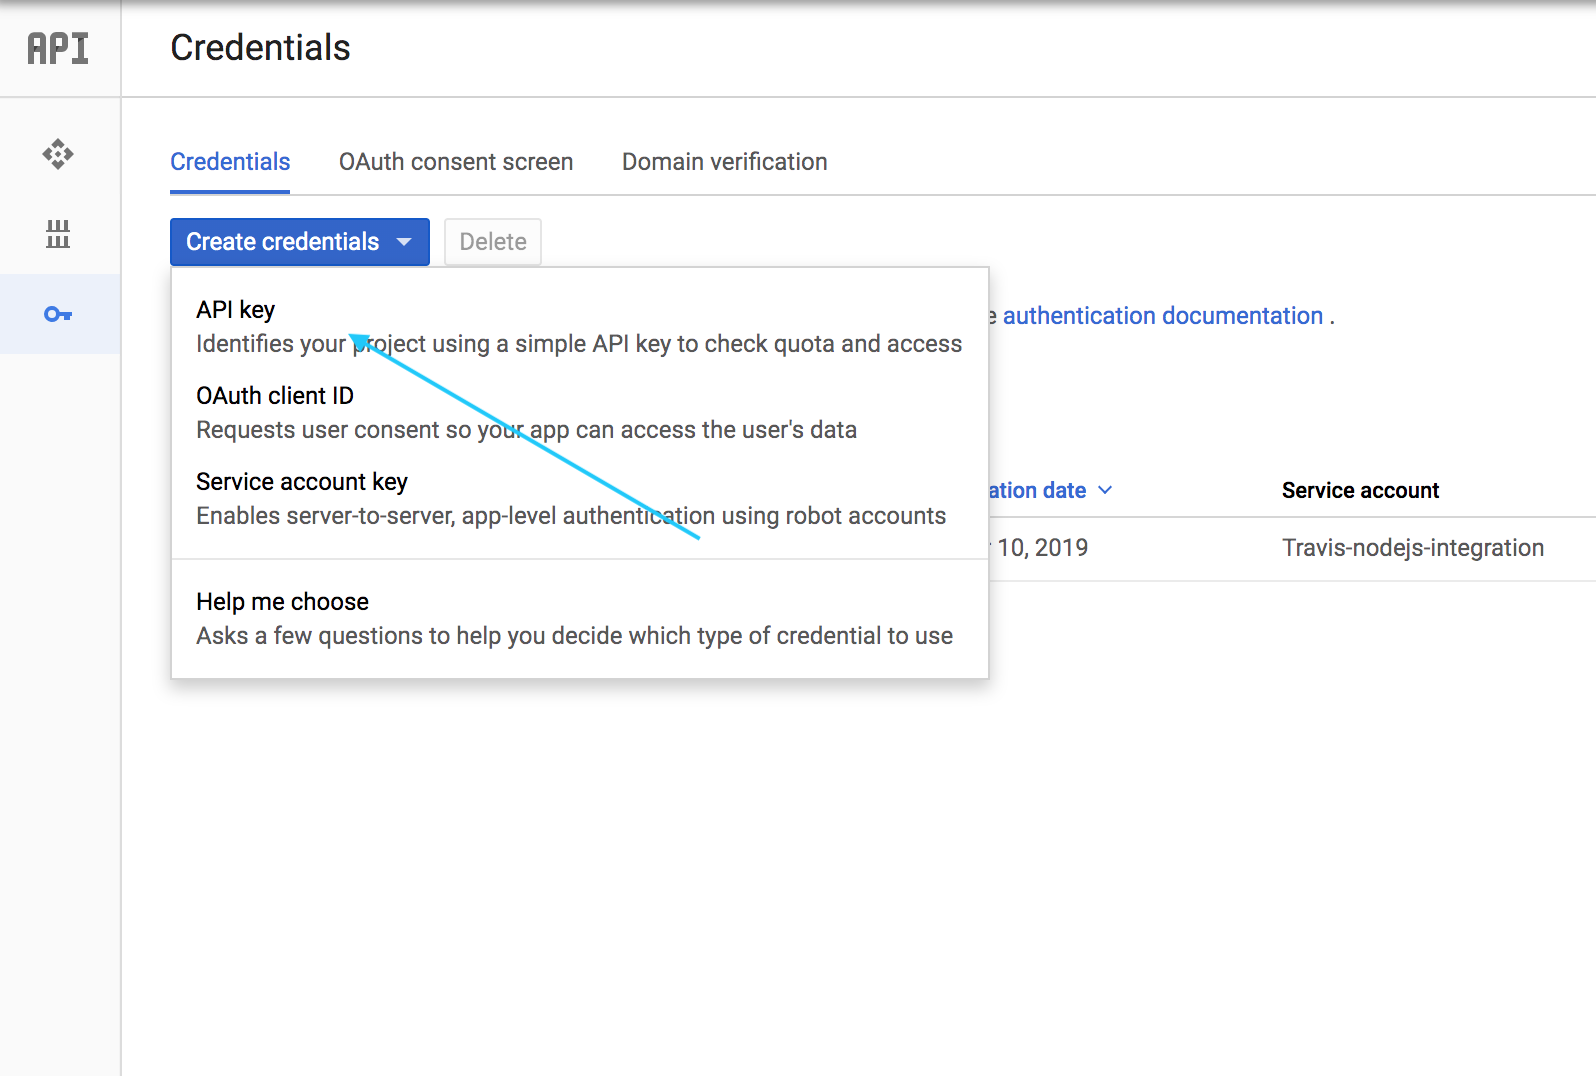 API
Credentials
Credentials OAuth consent screen Domain verification
Create credentials Delete
API key
Identifies your project using a simple API key to check quota and access
e authentication documentation .
OAuth client ID
Requests user consent so your app can access the user's data
Service account key
Enables server-to-server, app-level authentication using robot accounts
ation date Service account
10, 2019 Travis-nodejs-integration
Help me choose
Asks a few questions to help you decide which type of credential to use